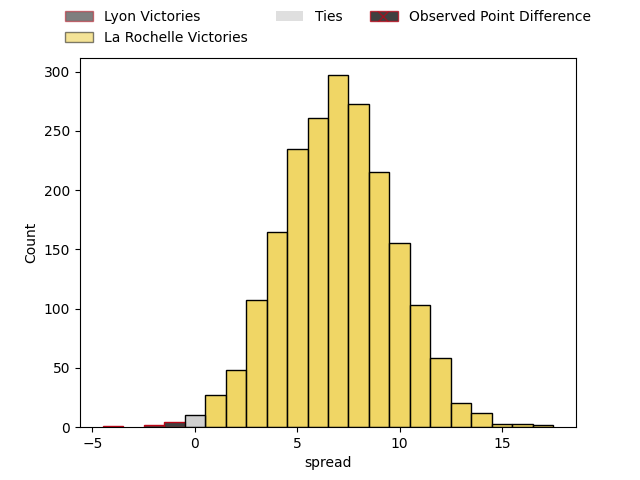 Lyon Victories Ties Observed Point Difference
La Rochelle Victories
300
250
200
150
100
50
0
Count
−5 0 5 10 15
spread